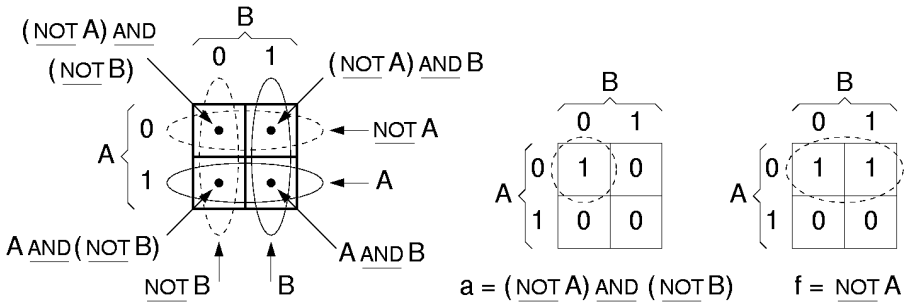 (NOT A) AND
(NOT B)
B
0 1
(NOT A) AND B
A
0
1
NOT A
A
A AND (NOT B)
NOT B
B
A AND B
B
0 1
A
0 1 0
1 0 0
a = (NOT A) AND (NOT B)
B
0 1
A
0 1 1
1 0 0
f = NOT A